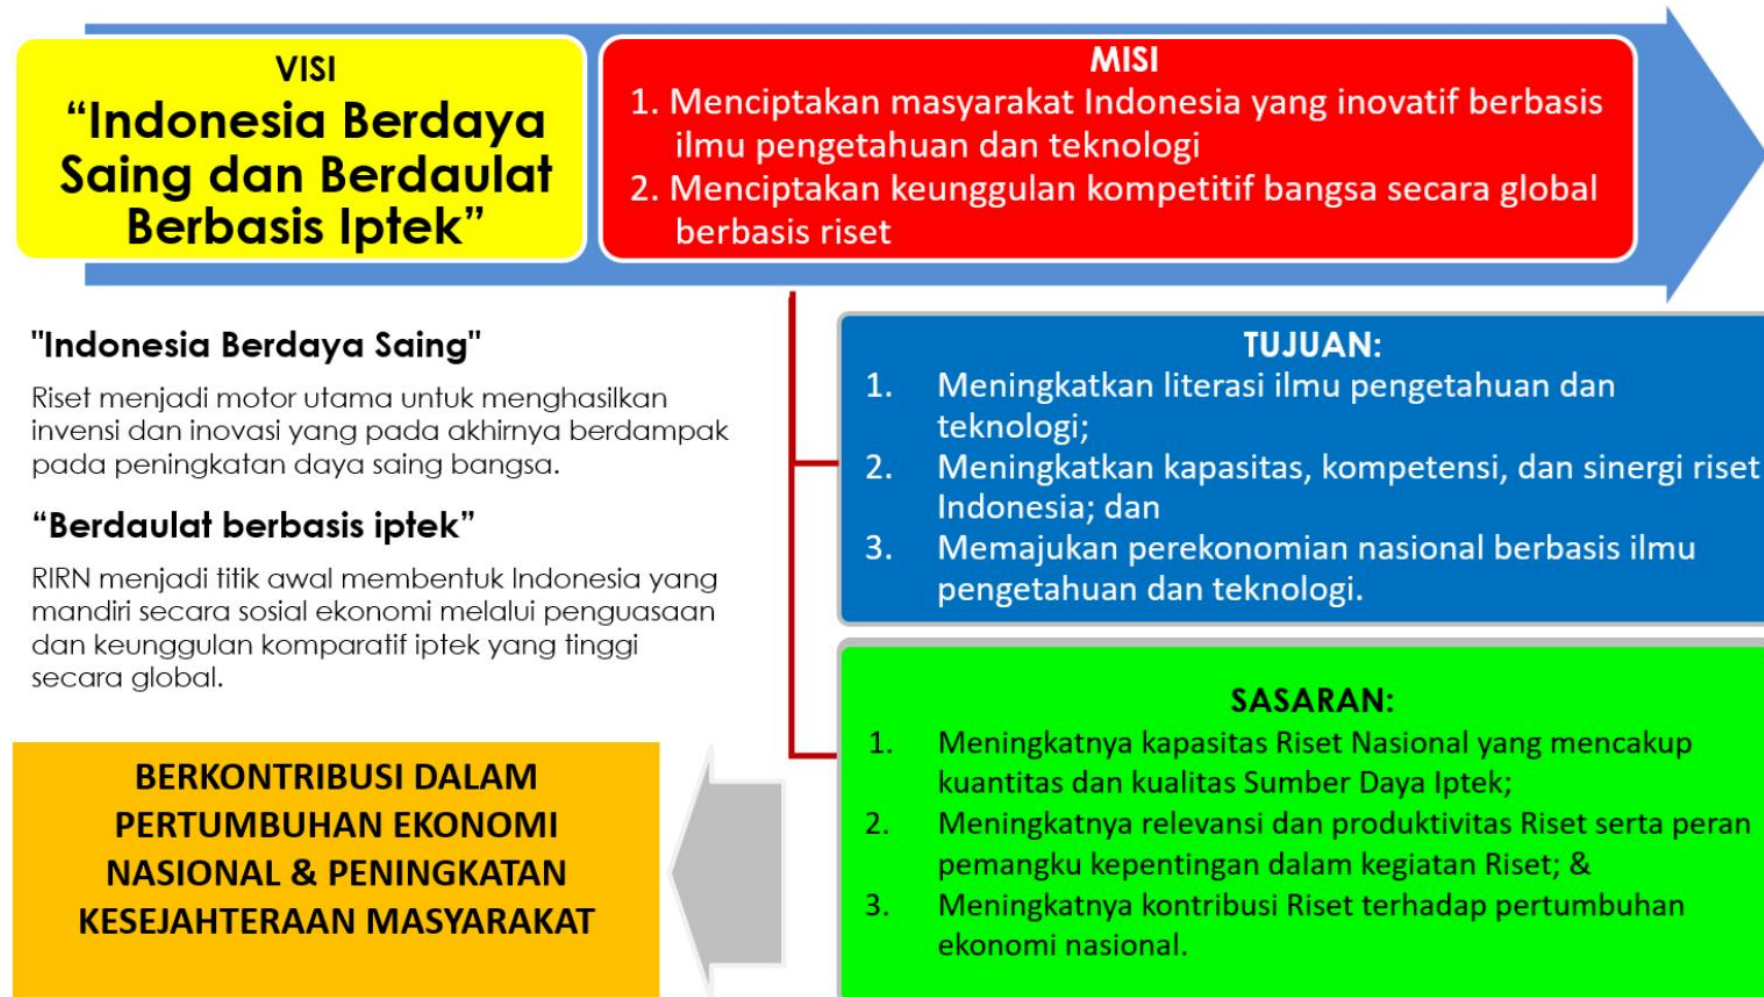 VISI
“Indonesia Berdaya
Saing dan Berdaulat
Berbasis Iptek”
MISI
1. Menciptakan masyarakat Indonesia yang inovatif berbasis
ilmu pengetahuan dan teknologi
2. Menciptakan keunggulan kompetitif bangsa secara global
berbasis riset
"Indonesia Berdaya Saing"
Riset menjadi motor utama untuk menghasilkan
invensi dan inovasi yang pada akhirnya berdampak
pada peningkatan daya saing bangsa.
“Berdaulat berbasis iptek”
RIRN menjadi titik awal membentuk Indonesia yang
mandiri secara sosial ekonomi melalui penguasaan
dan keunggulan komparatif iptek yang tinggi
secara global.
TUJUAN:
1. Meningkatkan literasi ilmu pengetahuan dan
teknologi;
2. Meningkatkan kapasitas, kompetensi, dan sinergi riset
Indonesia; dan
3. Memajukan perekonomian nasional berbasis ilmu
pengetahuan dan teknologi.
SASARAN:
1. Meningkatnya kapasitas Riset Nasional yang mencakup
kuantitas dan kualitas Sumber Daya Iptek;
2. Meningkatnya relevansi dan produktivitas Riset serta peran
pemangku kepentingan dalam kegiatan Riset; &
3. Meningkatnya kontribusi Riset terhadap pertumbuhan
ekonomi nasional.
BERKONTRIBUSI DALAM
PERTUMBUHAN EKONOMI
NASIONAL & PENINGKATAN
KESEJAHTERAAN MASYARAKAT